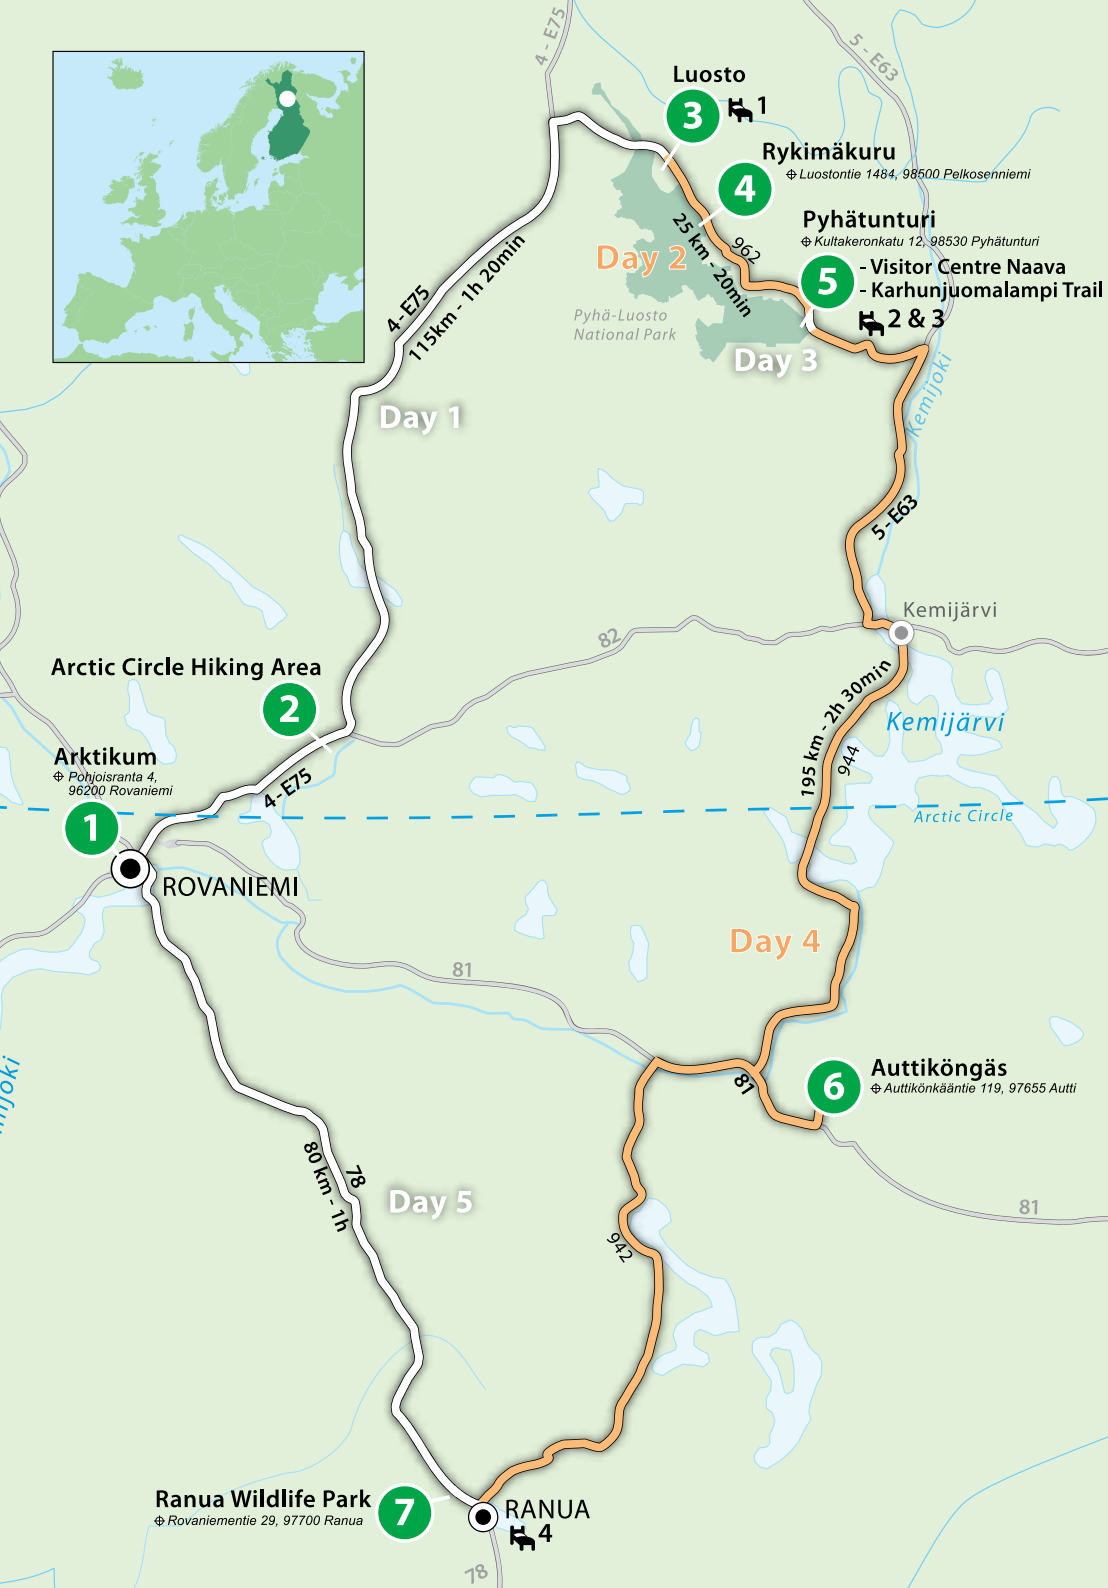 4 - E75
5 - E63
Luosto
3
1
Rykimäkuru
Luostontie 1484, 98500 Pelkosenniemi
4
Pyhätunturi
Kultakeronkatu 12, 98530 Pyhätunturi
5
- Visitor Centre Naava
- Karhunjuomalampi Trail
2 & 3
Day 2
25 km - 20min
962
Pyhä-Luosto
National Park
Day 3
4-E75
115km - 1h 20min
Day 1
Kemijoki
5 - E63
Kemijärvi
82
Arctic Circle Hiking Area
2
Kemijärvi
195 km - 2h 30min
944
Arktikum
Pohjoisranta 4,
96200 Rovaniemi
4-E75
1
Arctic Circle
ROVANIEMI
Day 4
81
81
6
Auttiköngäs
Auttikönkääntie 119, 97655 Autti
81
78
80 km - 1h
Day 5
942
Ranua Wildlife Park
Rovaniementie 29, 97700 Ranua
7
RANUA
4
78